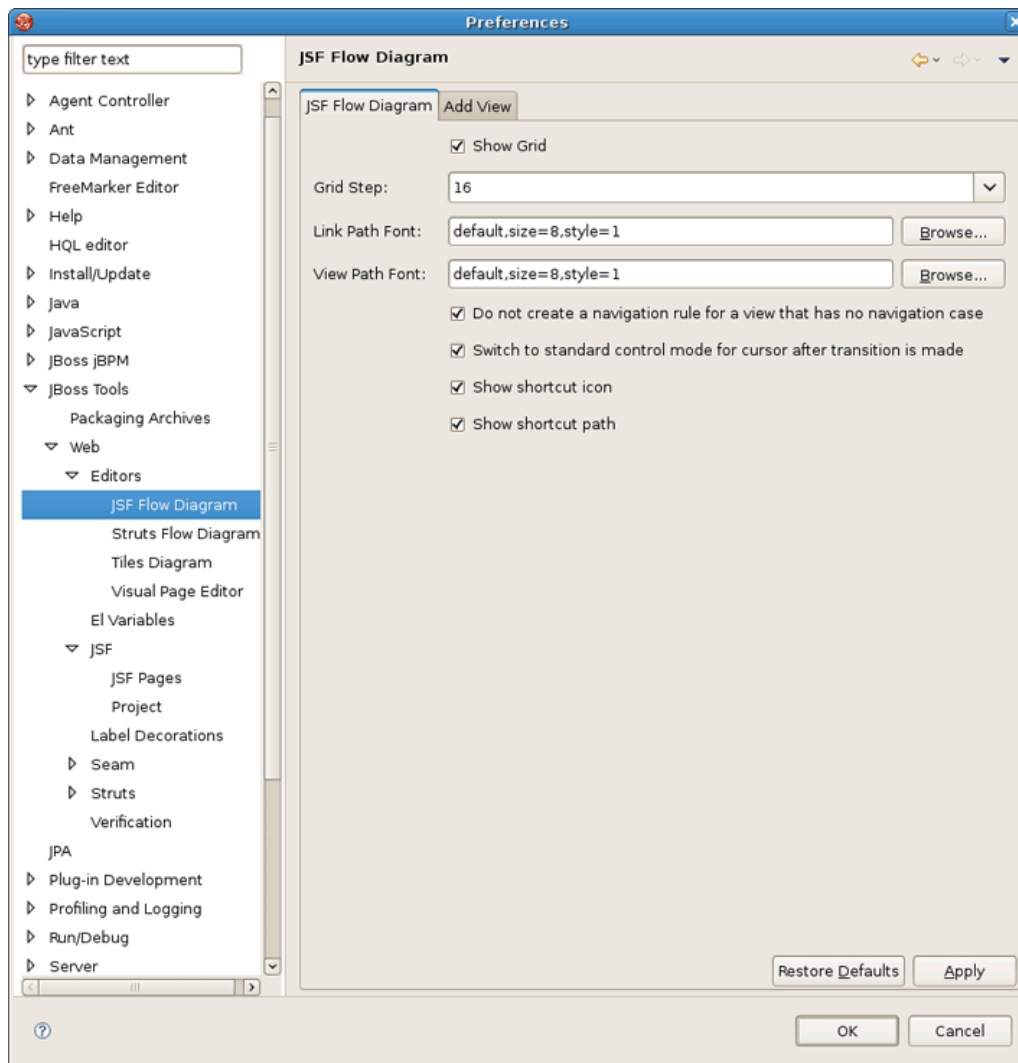 Preferences
type filter text
Agent Controller
Ant
Data Management
FreeMarker Editor
Help
HQL editor
Install/Update
Java
JavaScript
JBoss jBPM
JBoss Tools
Packaging Archives
Web
Editors
JSF Flow Diagram
Struts Flow Diagram
Tiles Diagram
Visual Page Editor
El Variables
JSF
JSF Pages
Project
Label Decorations
Seam
Struts
Verification
JPA
Plug-in Development
Profiling and Logging
Run/Debug
Server
JSF Flow Diagram
JSF Flow Diagram Add View
Show Grid
Grid Step: 16
Link Path Font: default,size=8,style=1 Browse...
View Path Font: default,size=8,style=1 Browse...
Do not create a navigation rule for a view that has no navigation case
Switch to standard control mode for cursor after transition is made
Show shortcut icon
Show shortcut path
Restore Defaults Apply
OK Cancel